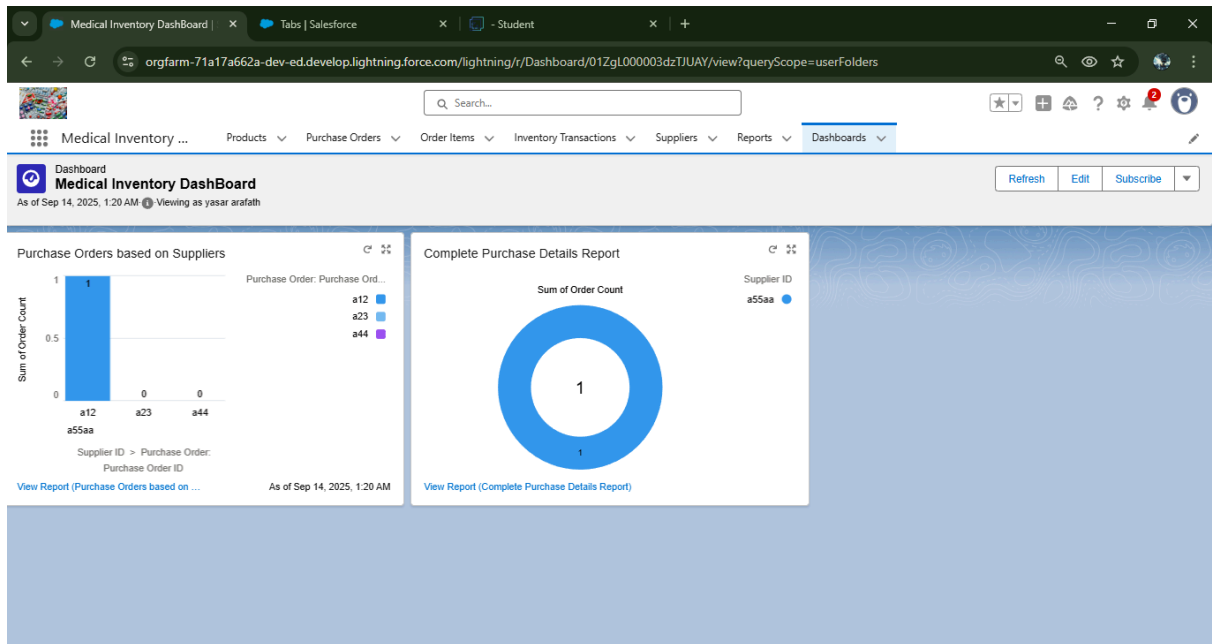 Medical Inventory DashBoard |
Tabs | Salesforce
- Student
orgfarm-71a17a662a-dev-ed.develop.lightning.force.com/lightning/r/Dashboard/01ZgL000003dzTJUAY/view?queryScope=userFolders
Search...
2
Medical Inventory ...
Products
Purchase Orders
Order Items
Inventory Transactions
Suppliers
Reports
Dashboards
Dashboard
Medical Inventory DashBoard
As of Sep 14, 2025, 1:20 AM·Viewing as yasar arafath
Refresh
Edit
Subscribe
Purchase Orders based on Suppliers
Sum of Order Count
1
0.5
0
1
0
0
a12
a23
a44
a55aa
Supplier ID > Purchase Order:
Purchase Order ID
Purchase Order: Purchase Ord...
a12
a23
a44
View Report (Purchase Orders based on ...
As of Sep 14, 2025, 1:20 AM
Complete Purchase Details Report
Sum of Order Count
1
1
Supplier ID
a55aa
View Report (Complete Purchase Details Report)